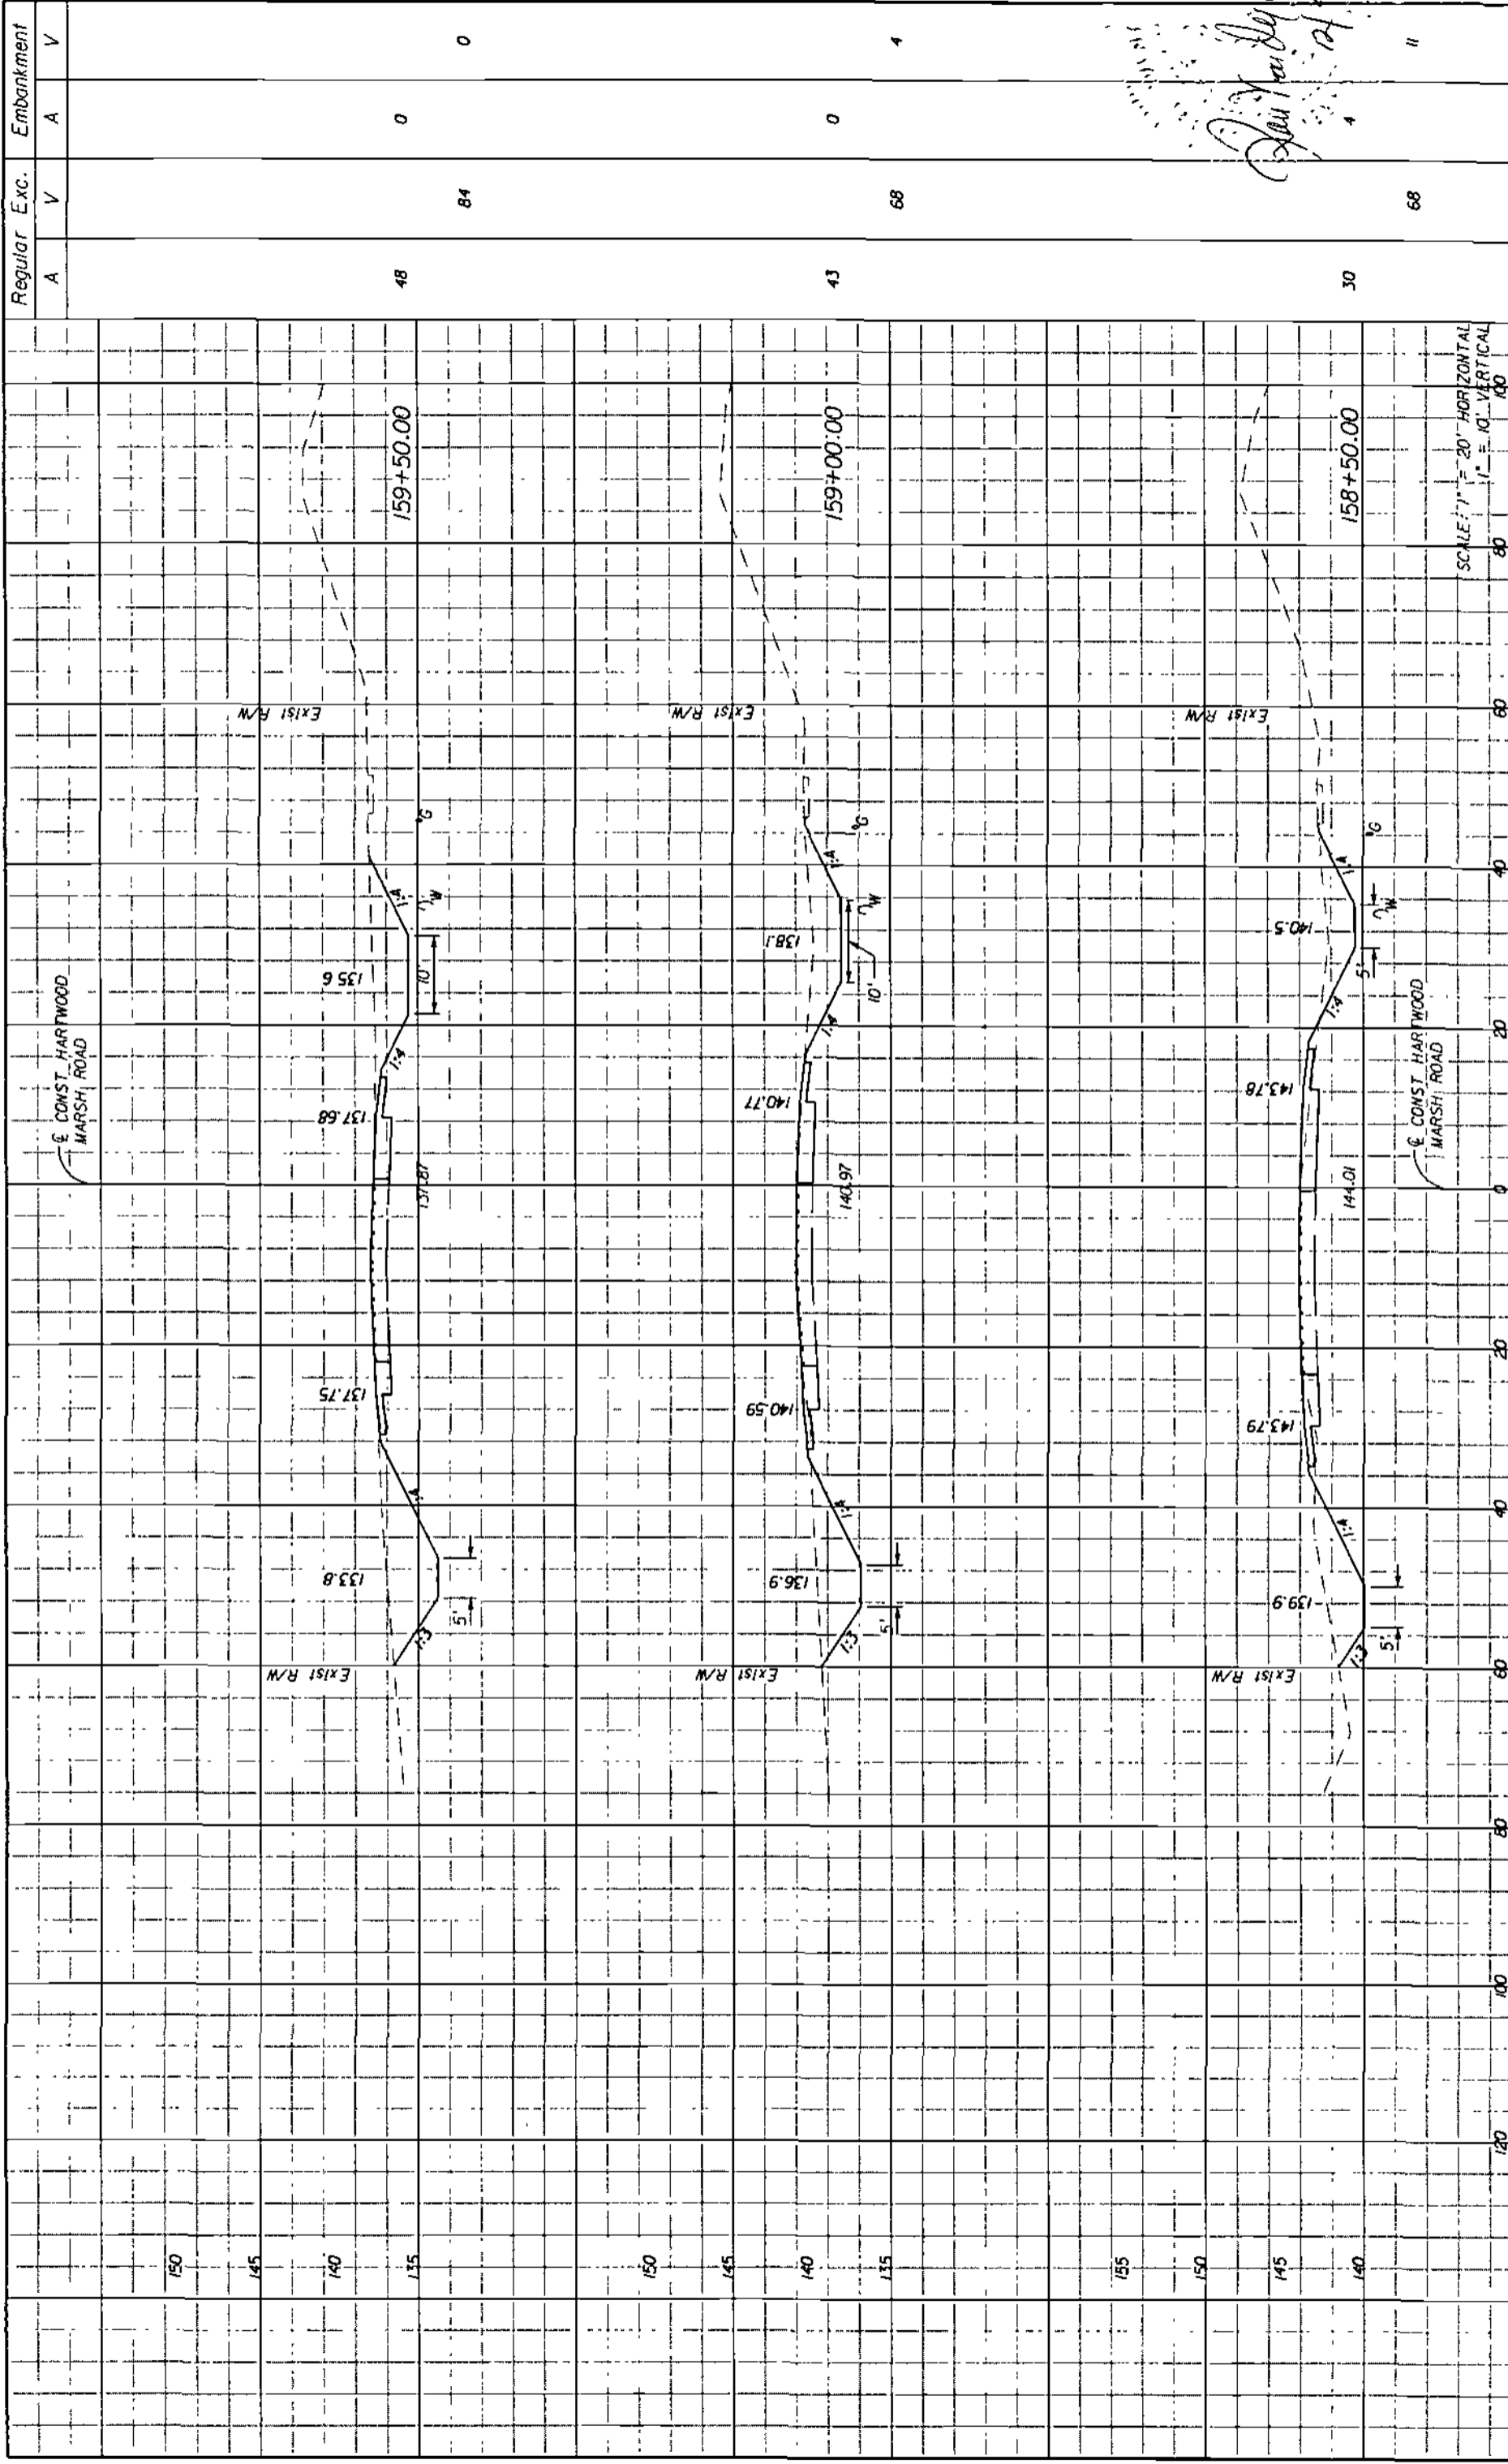 Regular Exc. Embankment
A V A V
℄ CONST HARTWOOD
MARSH ROAD
150
145
140
135
Exist R/W
1:3
5'
133.8
1:4
137.75
137.87
137.68
1:4
135.6
10'
1:4
W
G
Exist R/W
159+50.00
48
84 0
0
150
145
140
135
Exist R/W
1:3
5'
136.9
1:4
140.59
140.97
140.77
1:4
138.1
10'
1:4
W
G
Exist R/W
159+00.00
43 0
68 4
155
150
145
140
Exist R/W
1:3
5'
139.9
1:4
143.79
144.01
143.78
1:4
5'
140.5
1:4
W
G
Exist R/W
158+50.00
30 4
68 11
℄ CONST HARTWOOD
MARSH ROAD
SCALE: 1" = 20' HORIZONTAL
1" = 10' VERTICAL
120 100 80 60 40 20 0 20 40 60 80 100